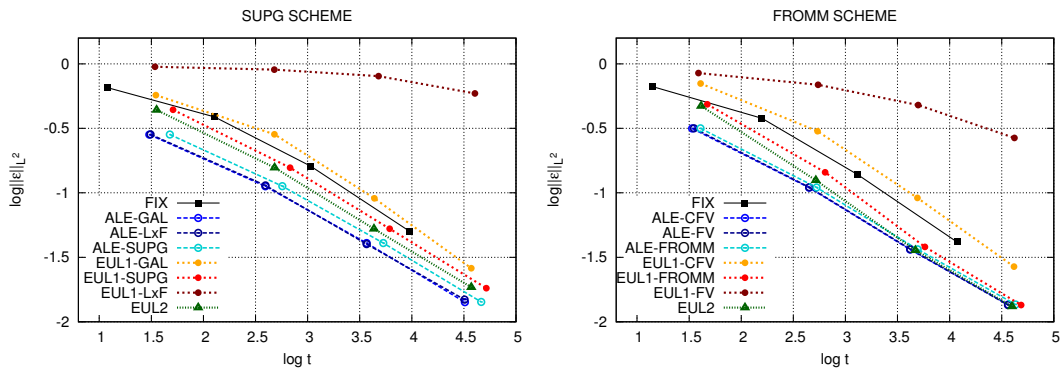 SUPG SCHEME
0
-0.5
-1
-1.5
-2
1
1.5
2
2.5
3
3.5
4
4.5
5
log||ε||L²
log t
FIX
ALE-GAL
ALE-LxF
ALE-SUPG
EUL1-GAL
EUL1-SUPG
EUL1-LxF
EUL2
FROMM SCHEME
0
-0.5
-1
-1.5
-2
1
1.5
2
2.5
3
3.5
4
4.5
5
log||ε||L²
log t
FIX
ALE-CFV
ALE-FV
ALE-FROMM
EUL1-CFV
EUL1-FROMM
EUL1-FV
EUL2